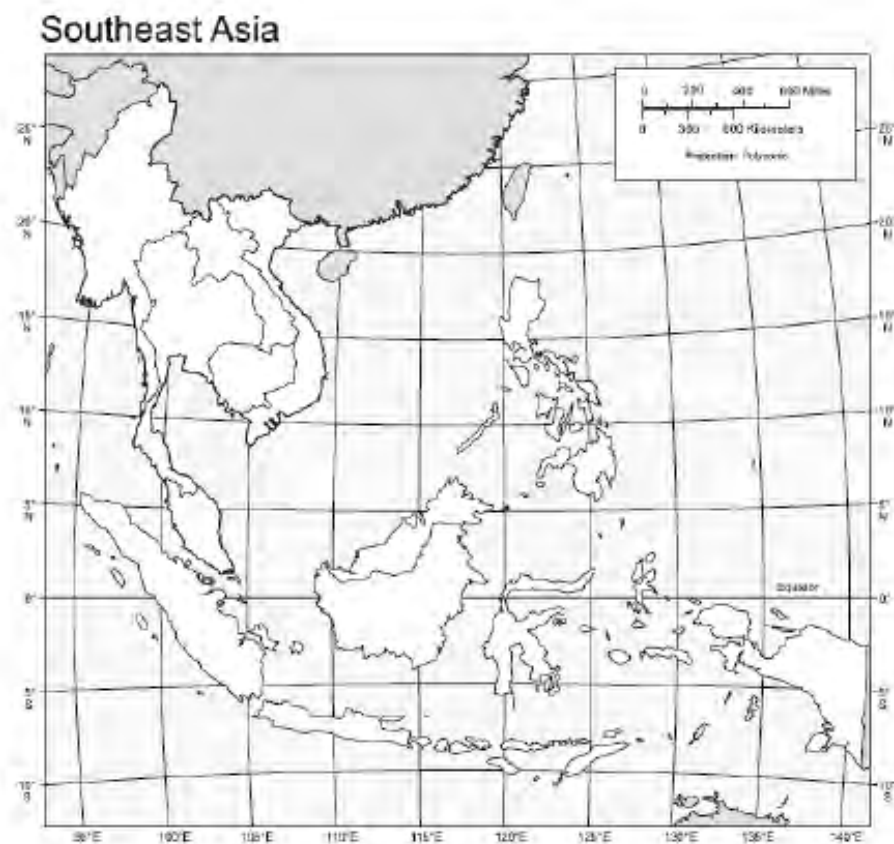 Southeast Asia
0 200 400 600 Miles
0 300 600 Kilometers
Projection: Polyconic
25°
N
25°
N
20°
N
20°
N
15°
N
15°
N
10°
N
10°
N
5°
N
5°
N
Equator
0°
0°
5°
S
5°
S
10°
S
10°
S
95°E 100°E 105°E 110°E 115°E 120°E 125°E 130°E 135°E 140°E